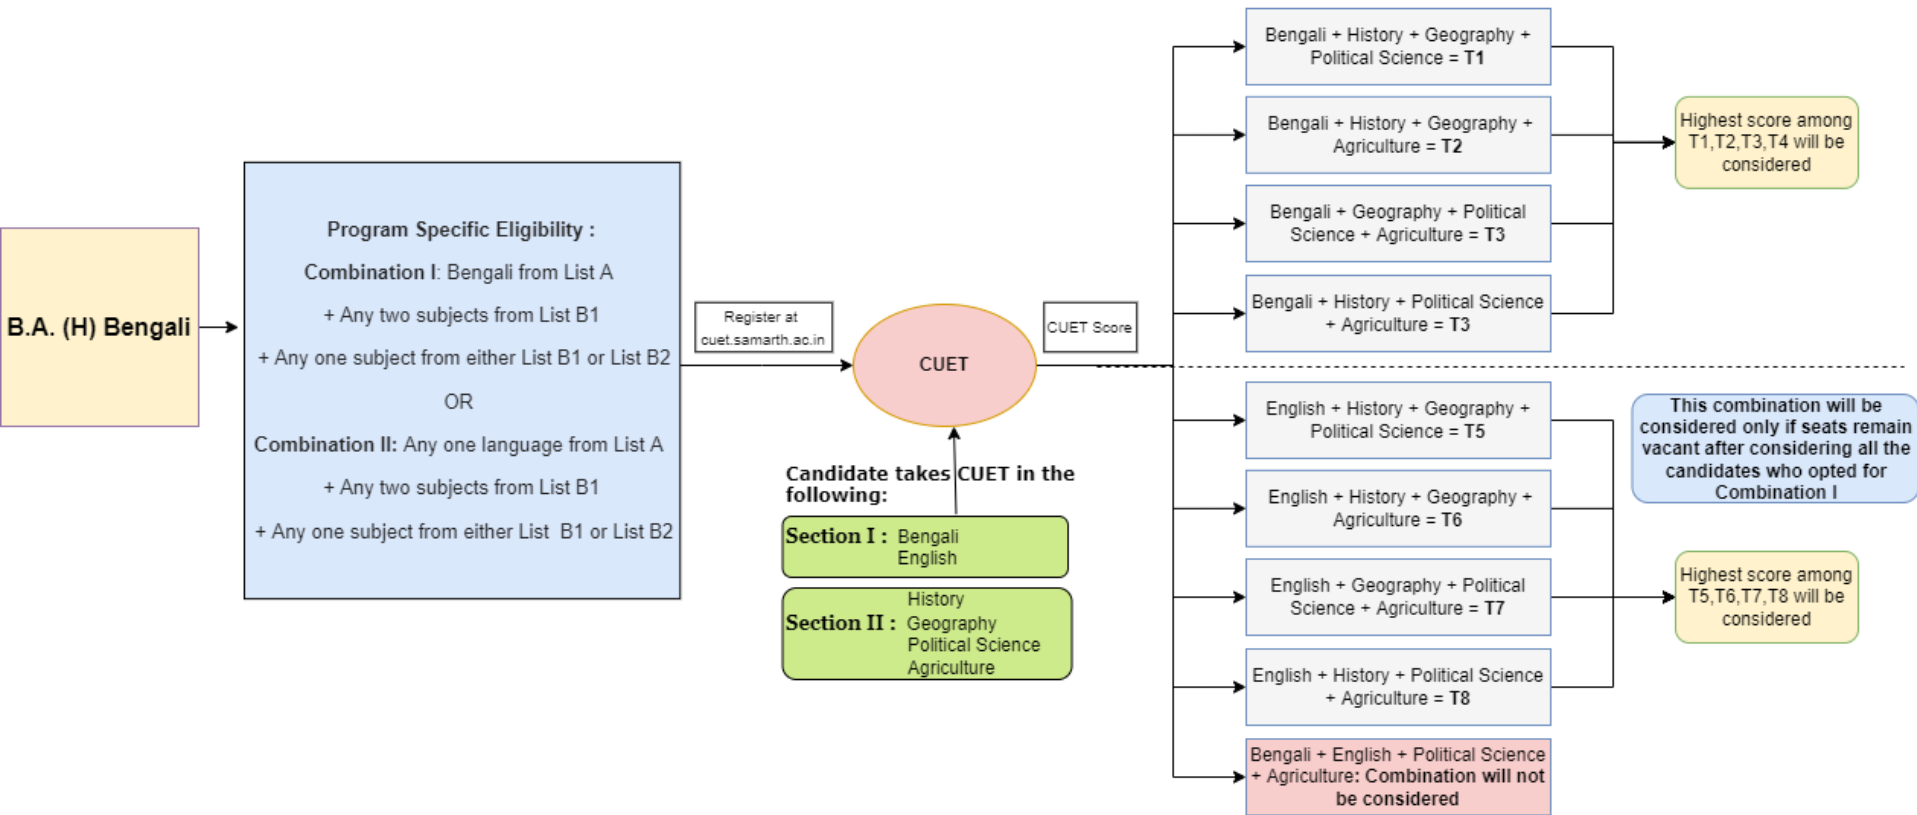 B.A. (H) Bengali
Program Specific Eligibility :
Combination I: Bengali from List A
+ Any two subjects from List B1
+ Any one subject from either List B1 or List B2
OR
Combination II: Any one language from List A
+ Any two subjects from List B1
+ Any one subject from either List B1 or List B2
Register at
cuet.samarth.ac.in
CUET
CUET Score
Candidate takes CUET in the
following:
Section I : Bengali
English
History
Section II : Geography
Political Science
Agriculture
Bengali + History + Geography +
Political Science = T1
Bengali + History + Geography +
Agriculture = T2
Bengali + Geography + Political
Science + Agriculture = T3
Bengali + History + Political Science
+ Agriculture = T3
Highest score among
T1,T2,T3,T4 will be
considered
English + History + Geography +
Political Science = T5
English + History + Geography +
Agriculture = T6
English + Geography + Political
Science + Agriculture = T7
English + History + Political Science
+ Agriculture = T8
Bengali + English + Political Science
+ Agriculture: Combination will not
be considered
This combination will be
considered only if seats remain
vacant after considering all the
candidates who opted for
Combination I
Highest score among
T5,T6,T7,T8 will be
considered